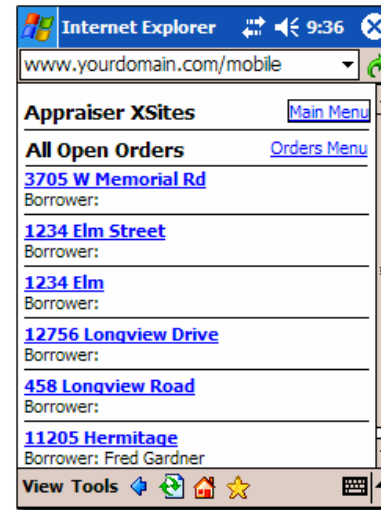 Internet Explorer 9:36
www.yourdomain.com/mobile
Appraiser XSites Main Menu
All Open Orders Orders Menu
3705 W Memorial Rd
Borrower:
1234 Elm Street
Borrower:
1234 Elm
Borrower:
12756 Longview Drive
Borrower:
458 Longview Road
Borrower:
11205 Hermitage
Borrower: Fred Gardner
View Tools